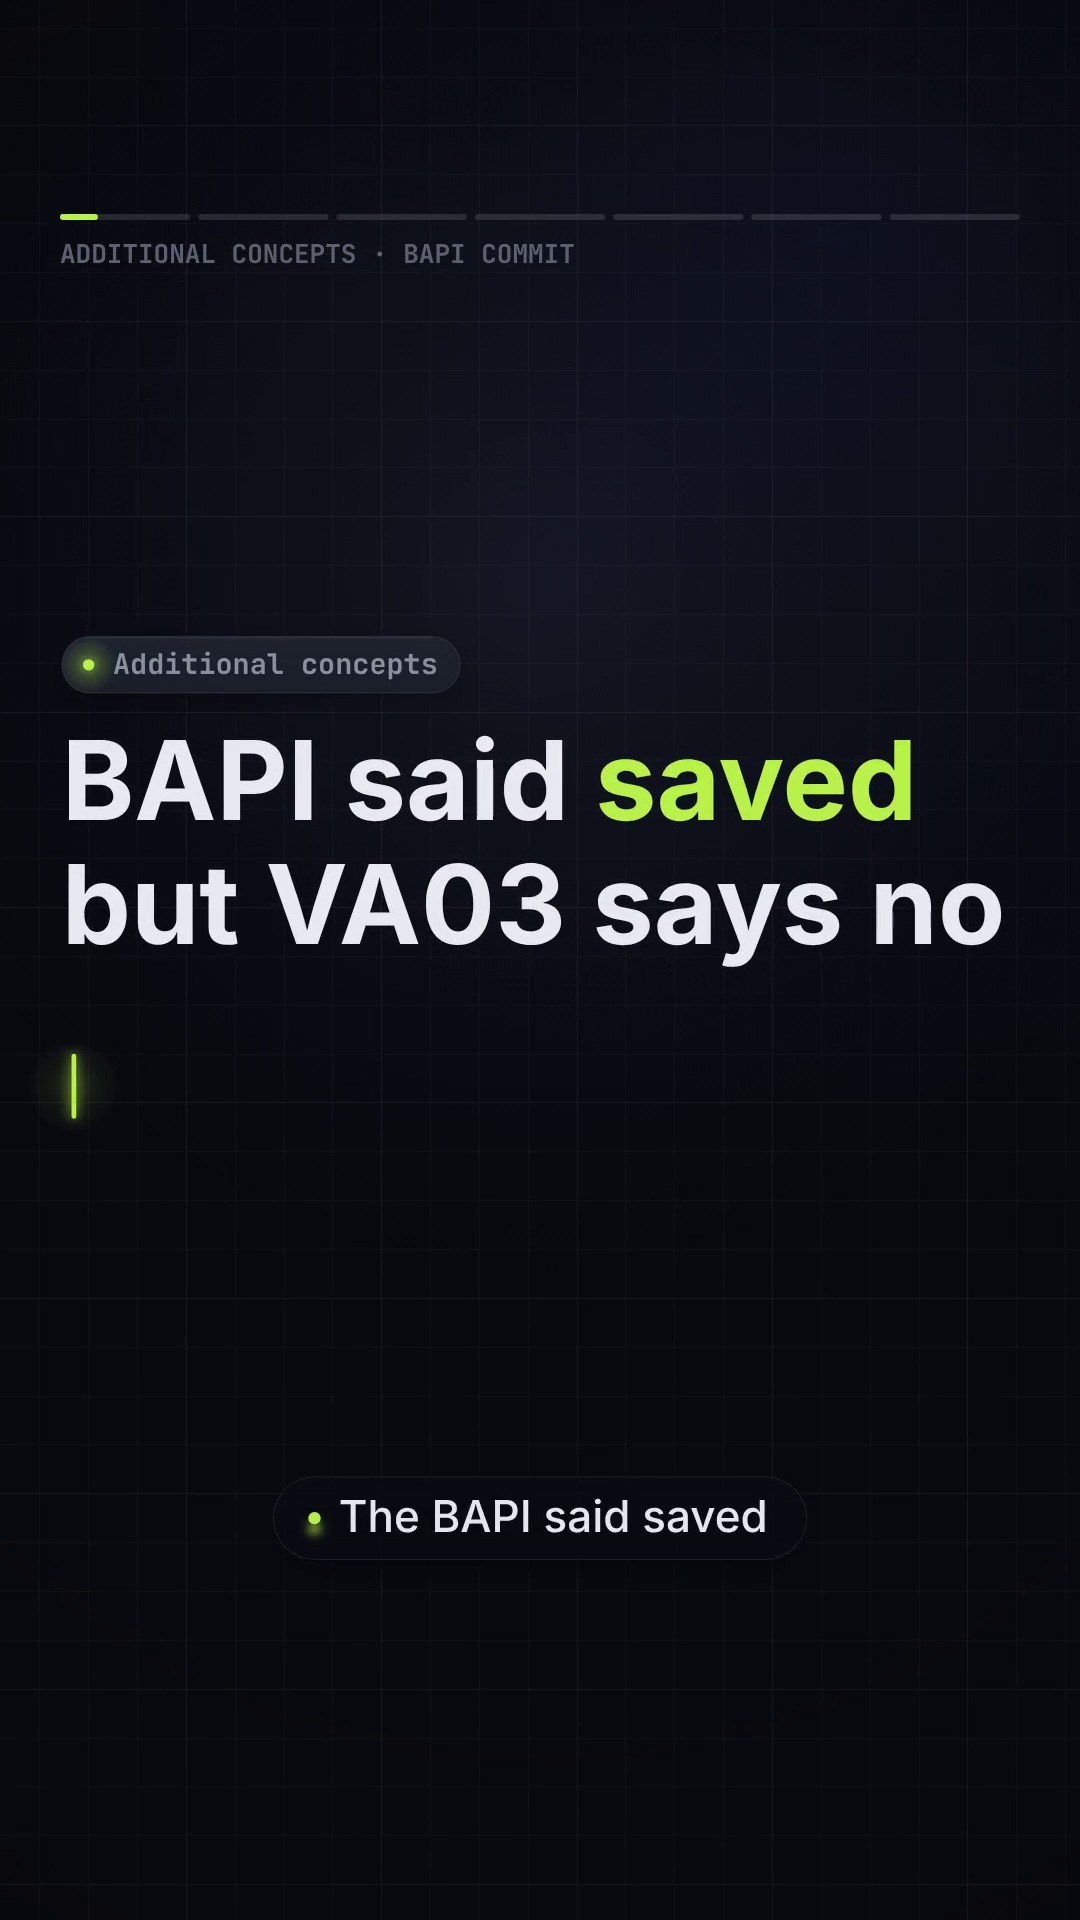 ADDITIONAL CONCEPTS · BAPI COMMIT
Additional concepts
BAPI said saved
but VA03 says no
The BAPI said saved